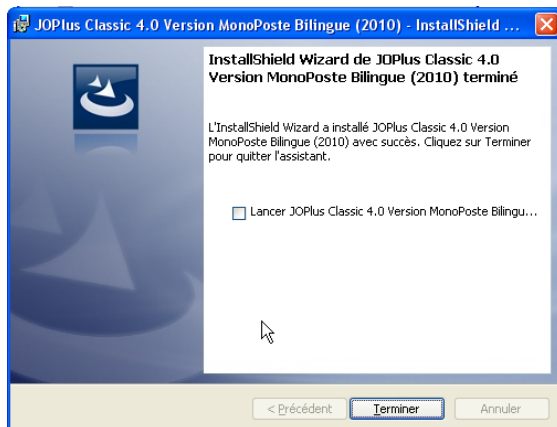 JOPlus Classic 4.0 Version MonoPoste Bilingue (2010) - InstallShield ...
InstallShield Wizard de JOPlus Classic 4.0
Version MonoPoste Bilingue (2010) terminé
L'InstallShield Wizard a installé JOPlus Classic 4.0 Version
MonoPoste Bilingue (2010) avec succès. Cliquez sur Terminer
pour quitter l'assistant.
Lancer JOPlus Classic 4.0 Version MonoPoste Bilingu...
< Précédent
Terminer
Annuler